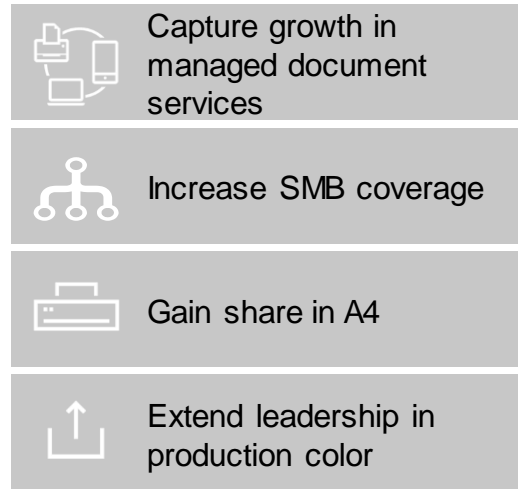 Capture growth in
managed document
services
Increase SMB coverage
Gain share in A4
Extend leadership in
production color